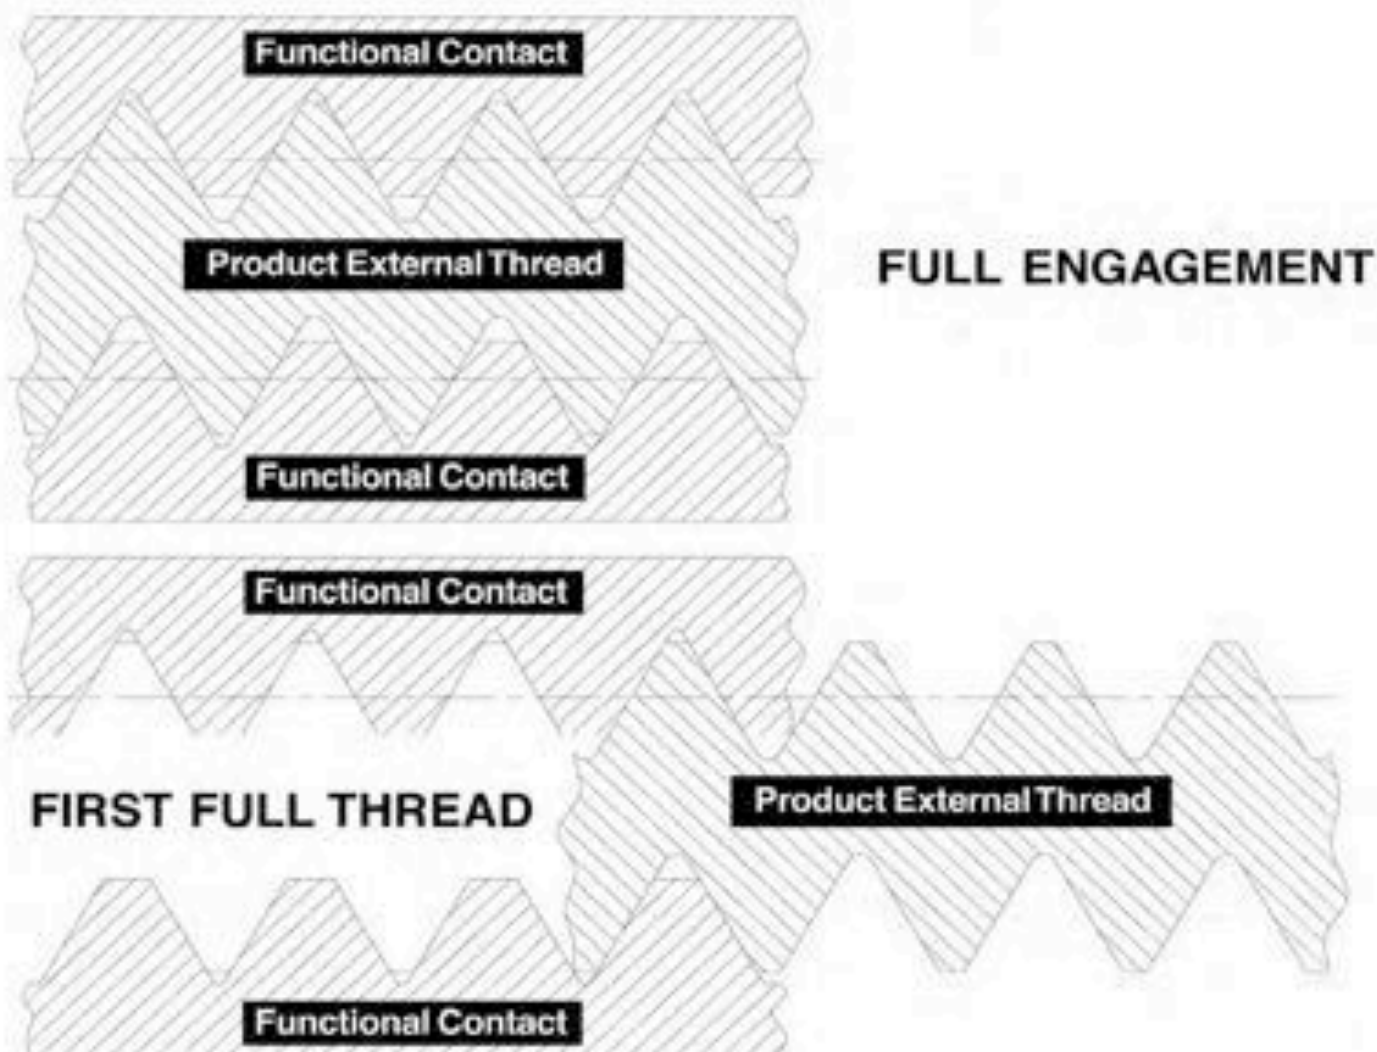 Functional Contact
Product External Thread
FULL ENGAGEMENT
Functional Contact
Functional Contact
FIRST FULL THREAD
Product External Thread
Functional Contact